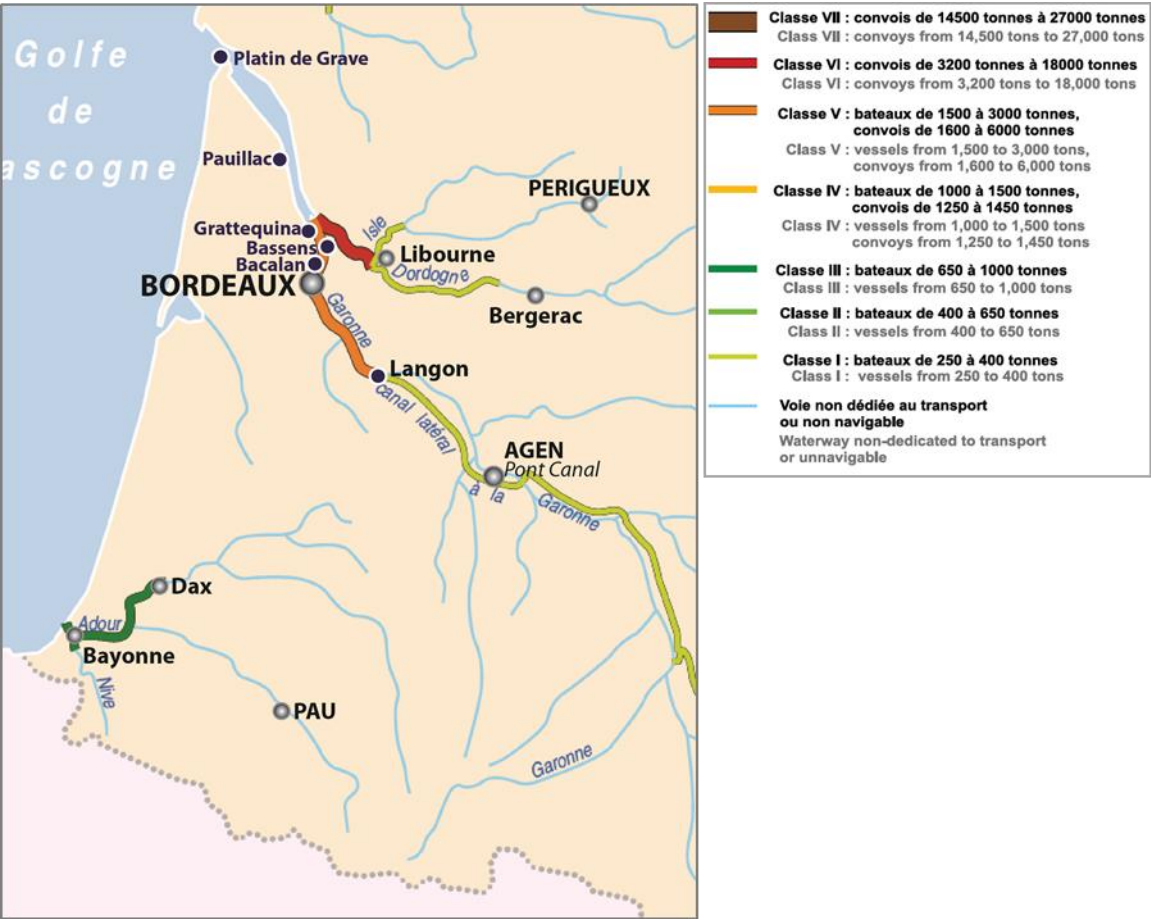 Golfe
de
ascogne
Platin de Grave
Pauillac
Grattequina
Bassens
Bacalan
BORDEAUX
Isle
Libourne
Dordogne
PERIGUEUX
Bergerac
Garonne
Langon
canal latéral
à la
Garonne
AGEN
Pont Canal
Dax
Adour
Bayonne
Nive
PAU
Garonne
Classe VII : convois de 14500 tonnes à 27000 tonnes
Class VII : convoys from 14,500 tons to 27,000 tons
Classe VI : convois de 3200 tonnes à 18000 tonnes
Class VI : convoys from 3,200 tons to 18,000 tons
Classe V : bateaux de 1500 à 3000 tonnes,
convois de 1600 à 6000 tonnes
Class V : vessels from 1,500 to 3,000 tons,
convoys from 1,600 to 6,000 tons
Classe IV : bateaux de 1000 à 1500 tonnes,
convois de 1250 à 1450 tonnes
Class IV : vessels from 1,000 to 1,500 tons
convoys from 1,250 to 1,450 tons
Classe III : bateaux de 650 à 1000 tonnes
Class III : vessels from 650 to 1,000 tons
Classe II : bateaux de 400 à 650 tonnes
Class II : vessels from 400 to 650 tons
Classe I : bateaux de 250 à 400 tonnes
Class I : vessels from 250 to 400 tons
Voie non dédiée au transport
ou non navigable
Waterway non-dedicated to transport
or unnavigable